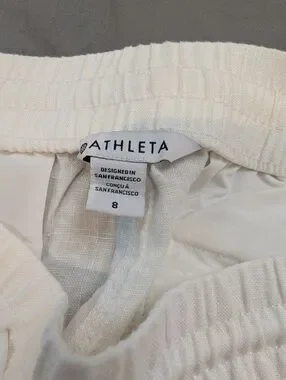 ATHLETA
DESIGNED IN
SAN FRANCISCO
CONÇU À
SAN FRANCISCO
8